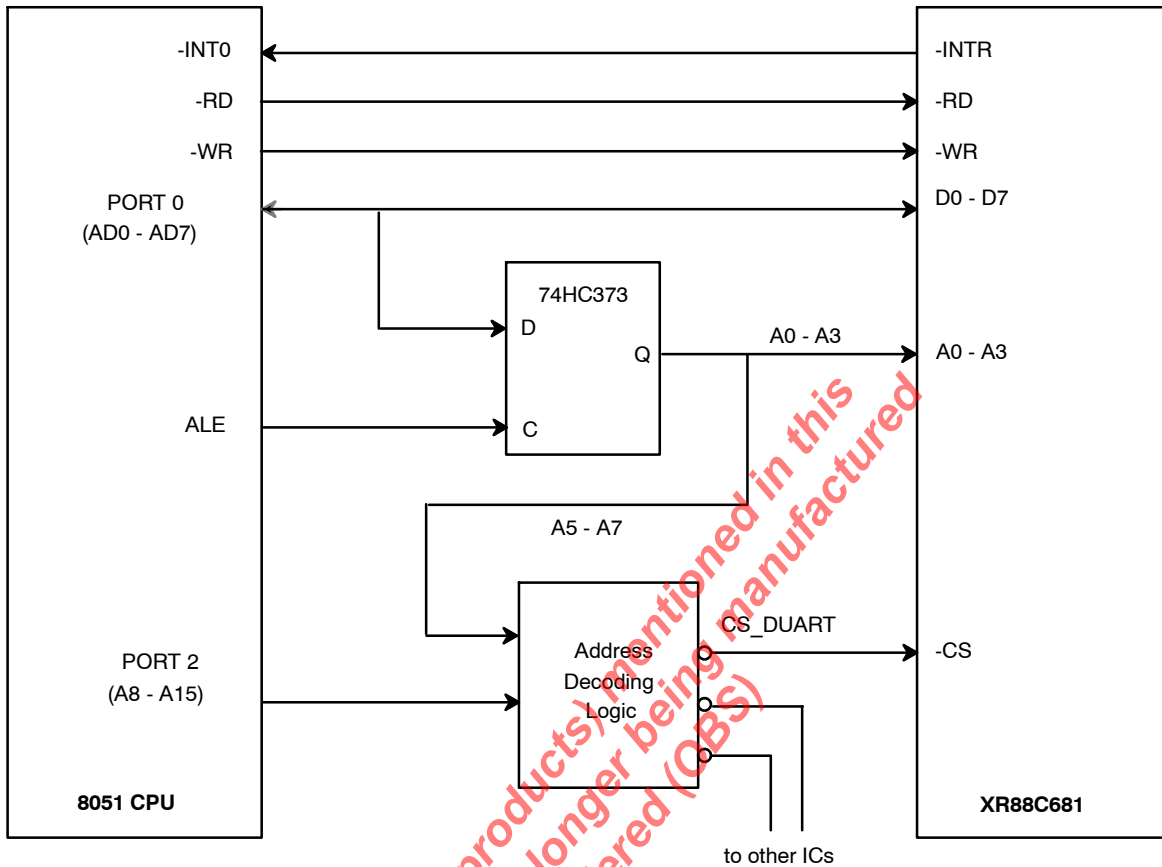 -INT0
-INTR
-RD
-RD
-WR
-WR
PORT 0
(AD0 - AD7)
D0 - D7
74HC373
D
Q
C
A0 - A3
A0 - A3
ALE
A5 - A7
CS_DUART
-CS
Address
Decoding
Logic
PORT 2
(A8 - A15)
8051 CPU
XR88C681
to other ICs
products) mentioned in this
longer being manufactured
(OBS)